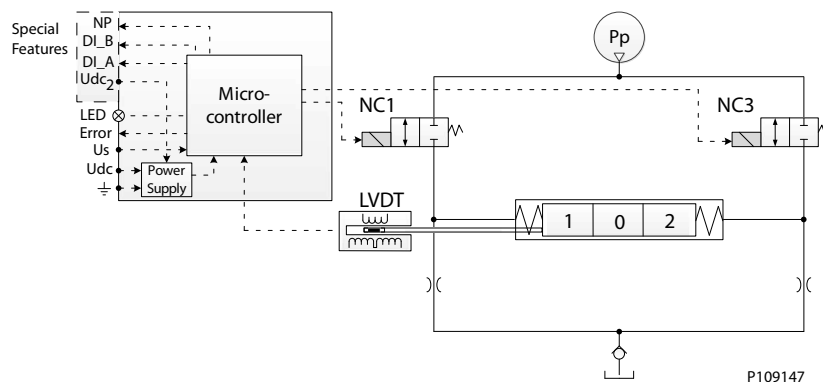 Special
Features
NP
DI_B
DI_A
Udc2
LED
Error
Us
Udc
Micro-
controller
Power
Supply
Pp
NC1
NC3
LVDT
1 0 2
P109147